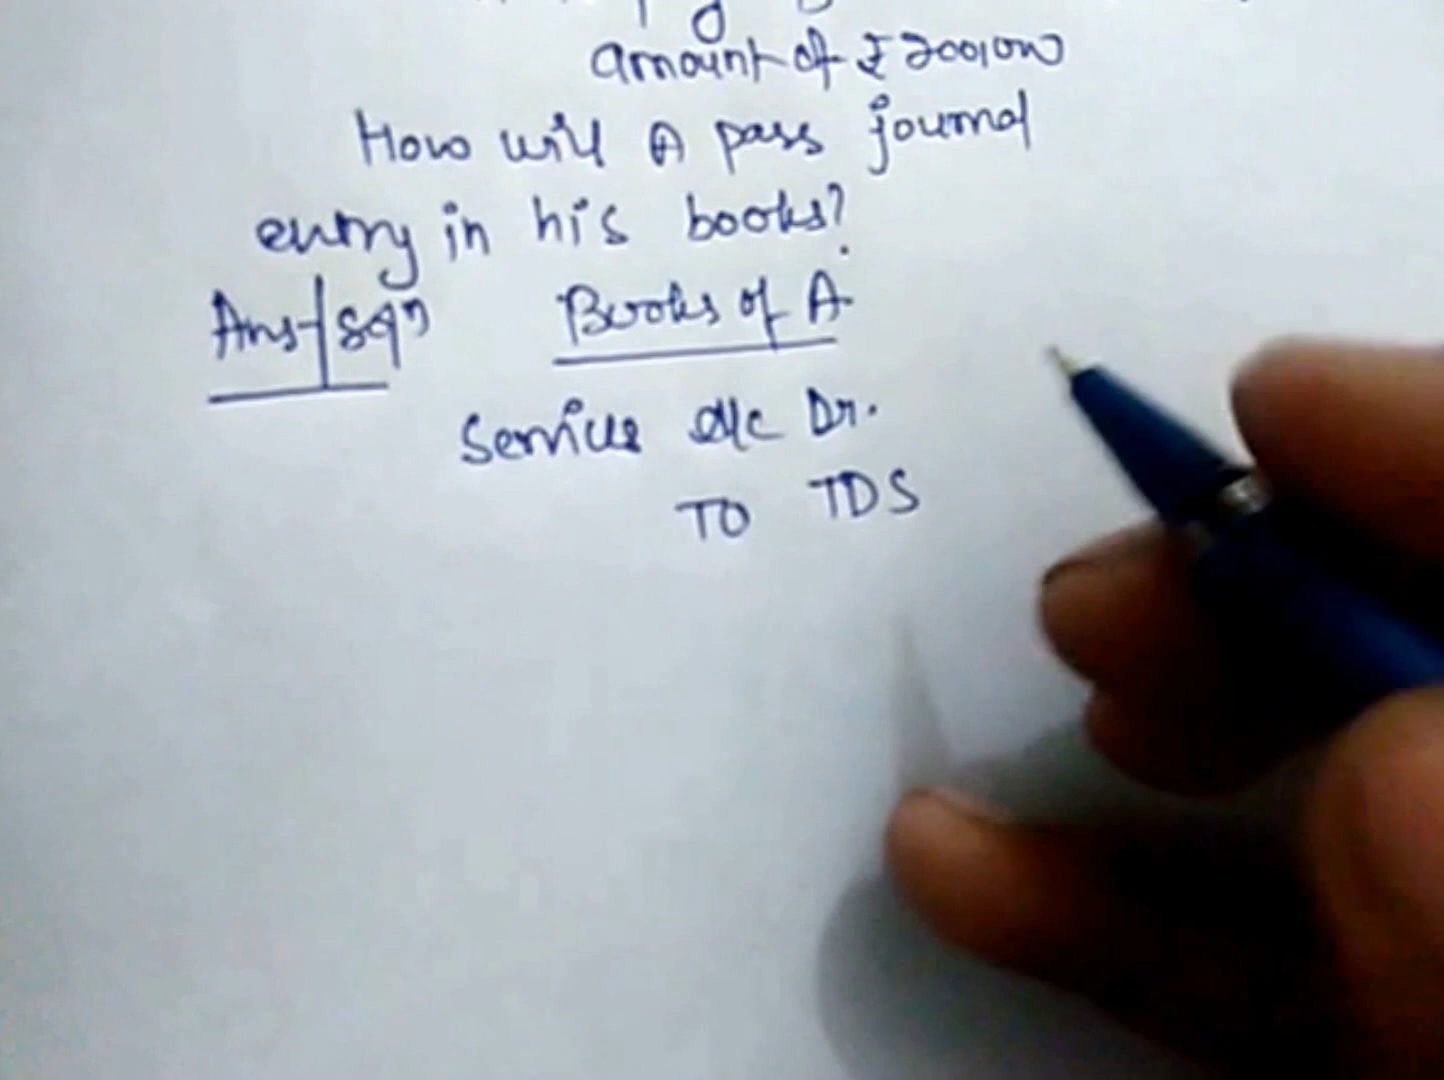 amount of ₹ 200,000
How will A pass journal
entry in his books?
Ans/Sol
Books of A
Service a/c Dr.
TO TDS